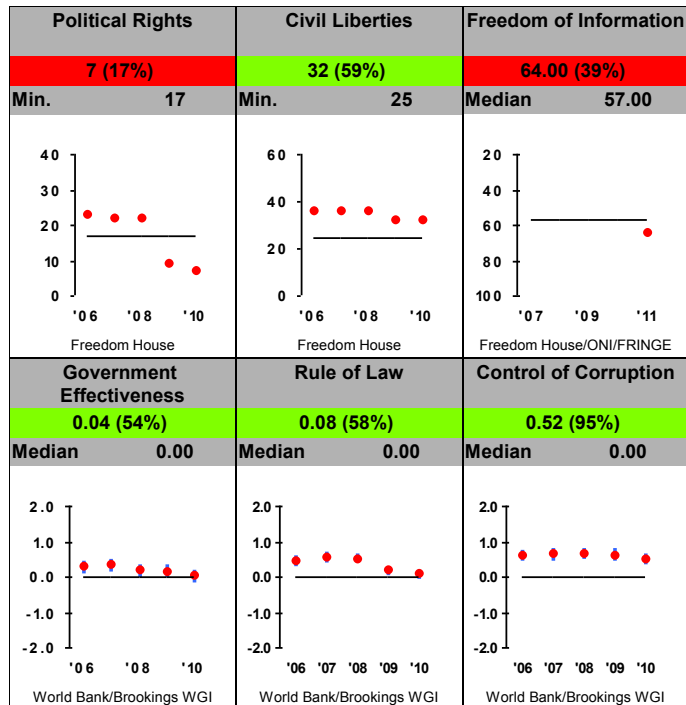 Political Rights
7 (17%)
Min. 17
40
30
20
10
0
'06 '08 '10
Freedom House
Civil Liberties
32 (59%)
Min. 25
60
40
20
0
'06 '08 '10
Freedom House
Freedom of Information
64.00 (39%)
Median 57.00
20
40
60
80
100
'07 '09 '11
Freedom House/ONI/FRINGE
Government
Effectiveness
0.04 (54%)
Median 0.00
2.0
1.0
0.0
-1.0
-2.0
'06 '08 '10
World Bank/Brookings WGI
Rule of Law
0.08 (58%)
Median 0.00
2.0
1.0
0.0
-1.0
-2.0
'06 '07 '08 '09 '10
World Bank/Brookings WGI
Control of Corruption
0.52 (95%)
Median 0.00
2.0
1.0
0.0
-1.0
-2.0
'06 '07 '08 '09 '10
World Bank/Brookings WGI